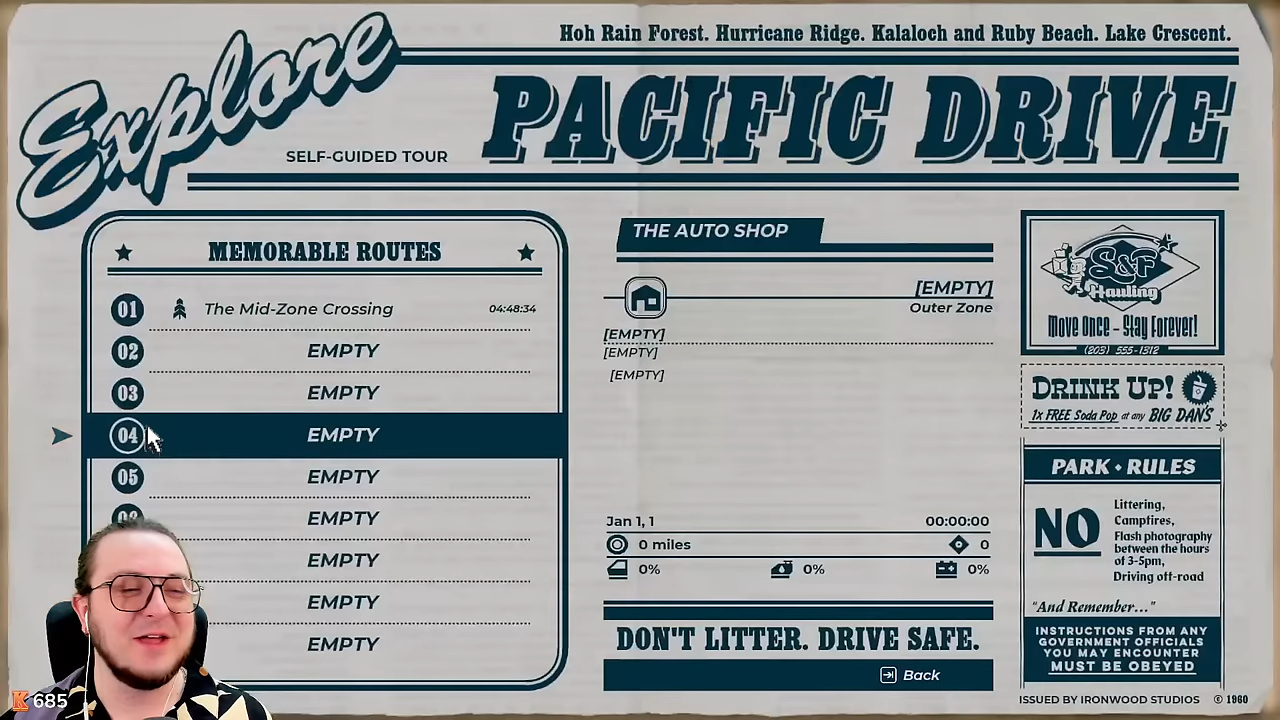 Explore
Hoh Rain Forest. Hurricane Ridge. Kalaloch and Ruby Beach. Lake Crescent.
PACIFIC DRIVE
SELF-GUIDED TOUR
MEMORABLE ROUTES
01 The Mid-Zone Crossing 04:48:34
02 EMPTY
03 EMPTY
04 EMPTY
05 EMPTY
EMPTY
EMPTY
EMPTY
EMPTY
THE AUTO SHOP
[EMPTY]
Outer Zone
[EMPTY]
[EMPTY]
[EMPTY]
Jan 1, 1 00:00:00
0 miles 0
0% 0% 0%
DON'T LITTER. DRIVE SAFE.
Back
S&F
Hauling
Move Once - Stay Forever!
(203) 555-1312
DRINK UP!
1x FREE Soda Pop at any BIG DAN'S
PARK • RULES
NO
Littering,
Campfires,
Flash photography
between the hours
of 3-5pm,
Driving off-road
"And Remember..."
INSTRUCTIONS FROM ANY
GOVERNMENT OFFICIALS
YOU MAY ENCOUNTER
MUST BE OBEYED
ISSUED BY IRONWOOD STUDIOS © 1960
K 685